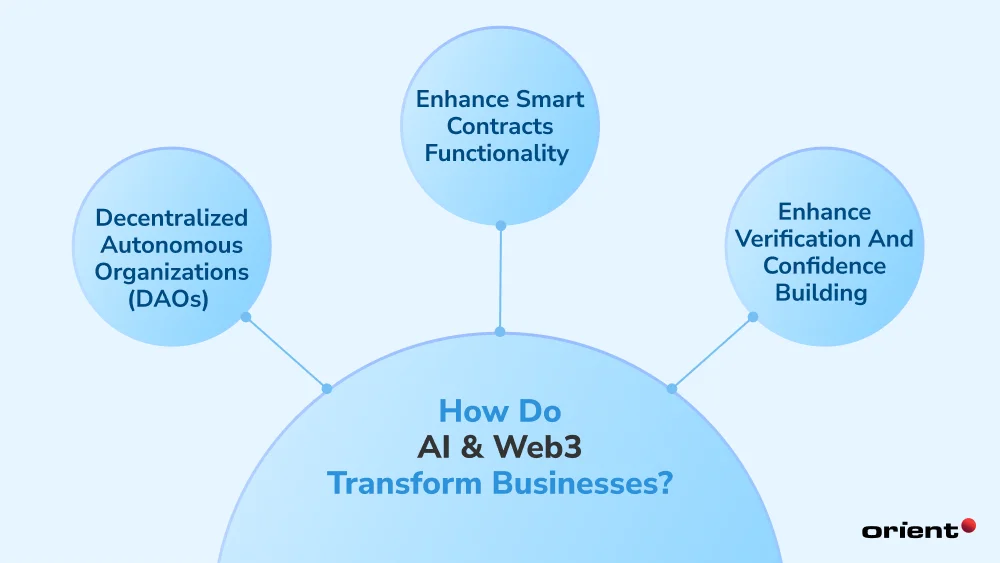 Enhance Smart
Contracts
Functionality
Decentralized
Autonomous
Organizations
(DAOs)
Enhance
Verification And
Confidence
Building
How Do
AI & Web3
Transform Businesses?
orient